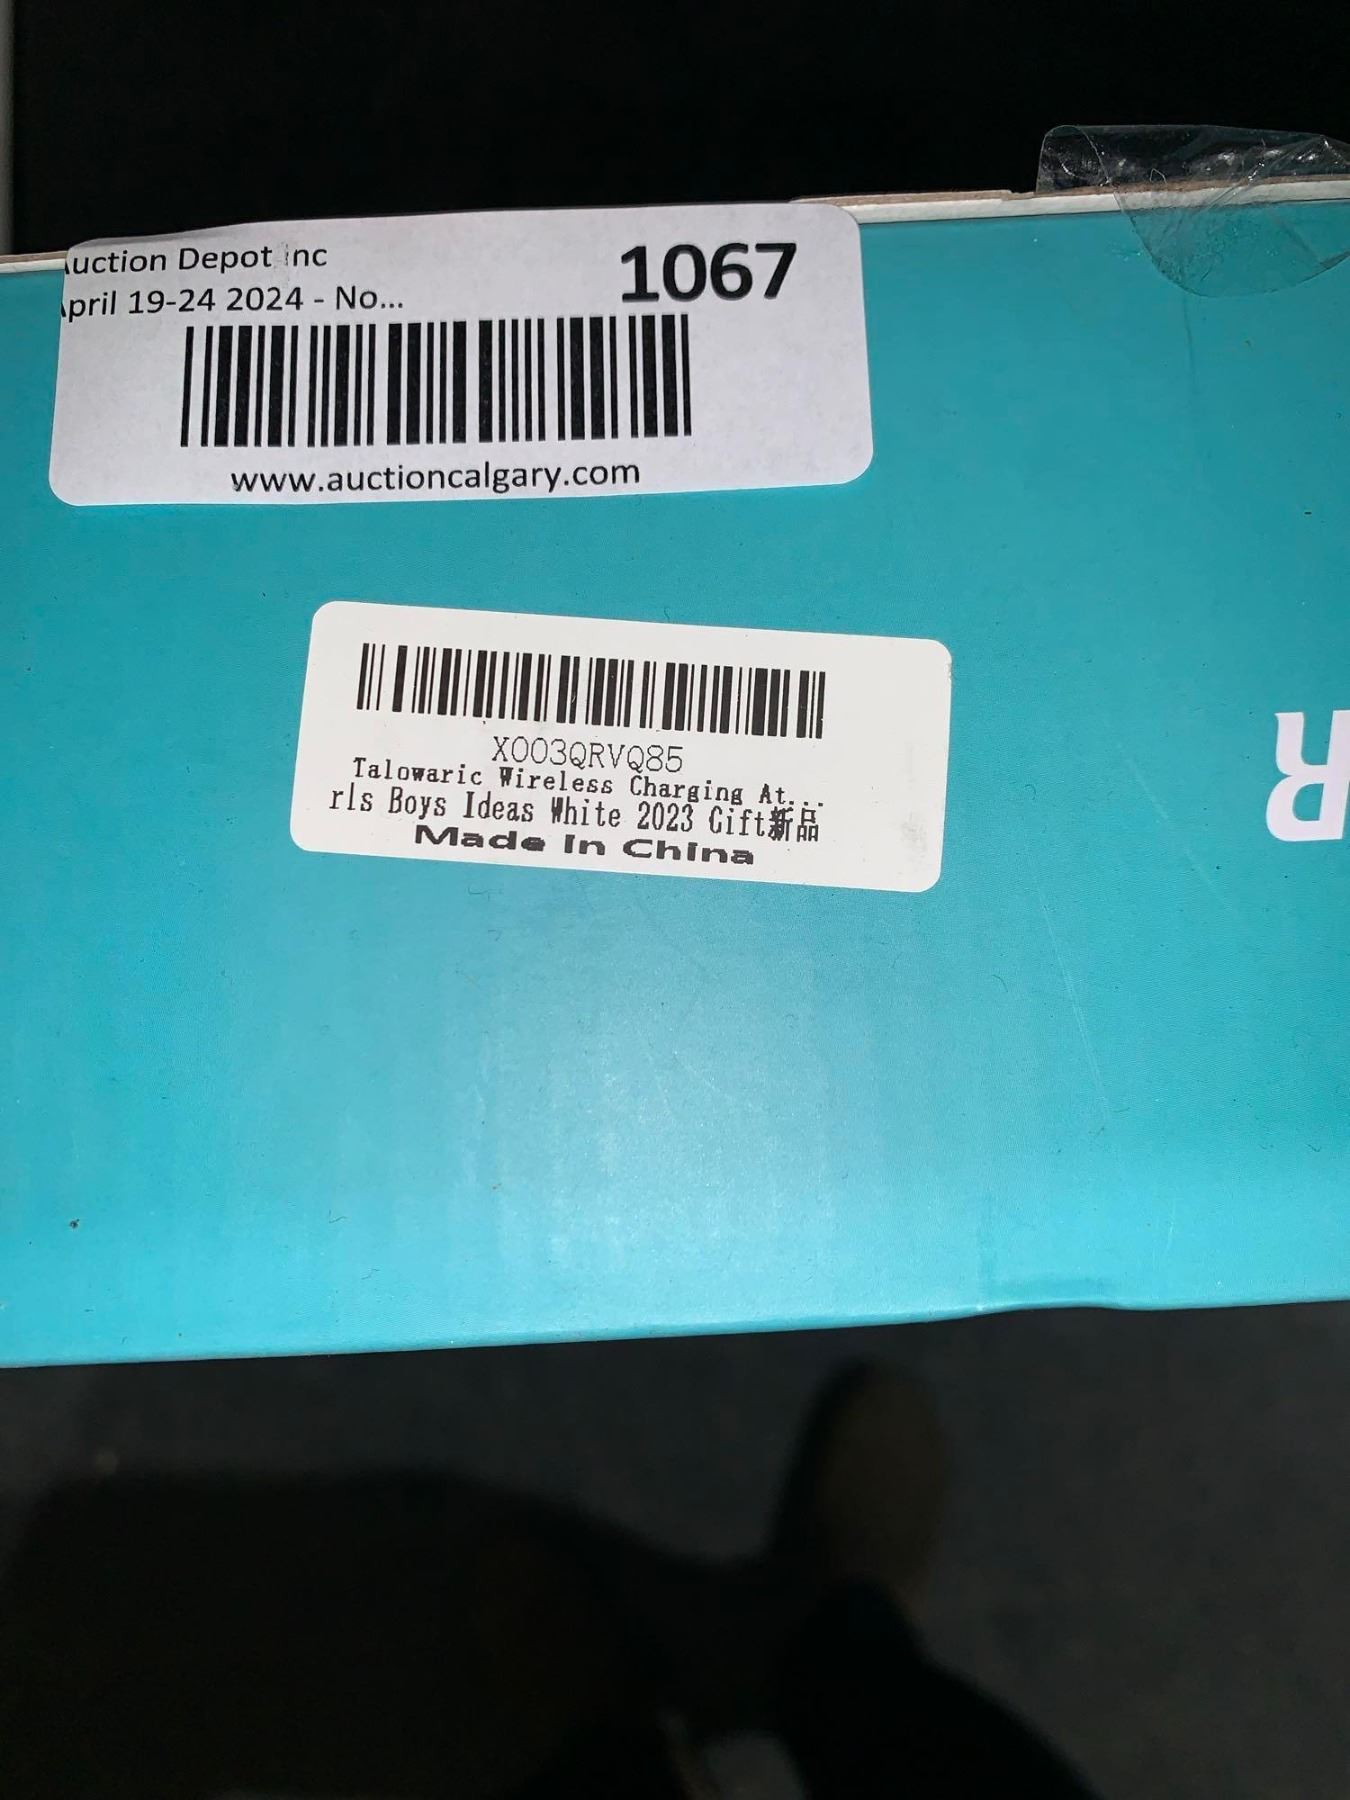 uction Depot Inc
pril 19-24 2024 - No...
1067
www.auctioncalgary.com
X003QRVQ85
Talowaric Wireless Charging At...
rls Boys Ideas White 2023 Gift新品
Made In China
R